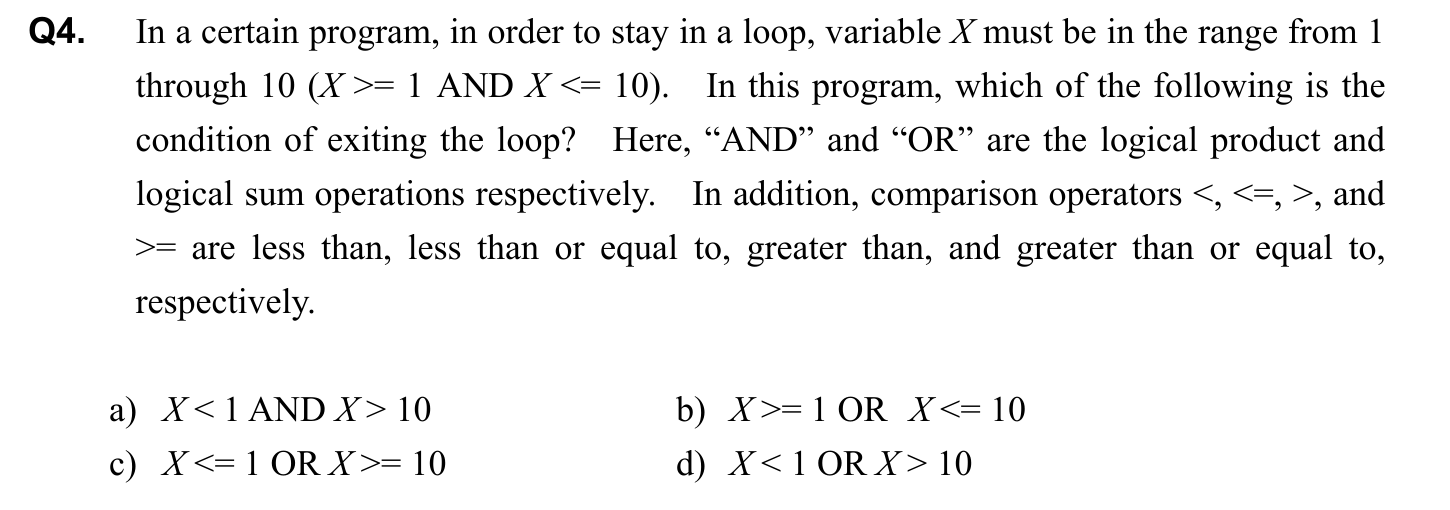 Q4. In a certain program, in order to stay in a loop, variable X must be in the range from 1
through 10 (X >= 1 AND X <= 10). In this program, which of the following is the
condition of exiting the loop? Here, “AND” and “OR” are the logical product and
logical sum operations respectively. In addition, comparison operators <, <=, >, and
>= are less than, less than or equal to, greater than, and greater than or equal to,
respectively.
a) X < 1 AND X > 10 b) X >= 1 OR X <= 10
c) X <= 1 OR X >= 10 d) X < 1 OR X > 10